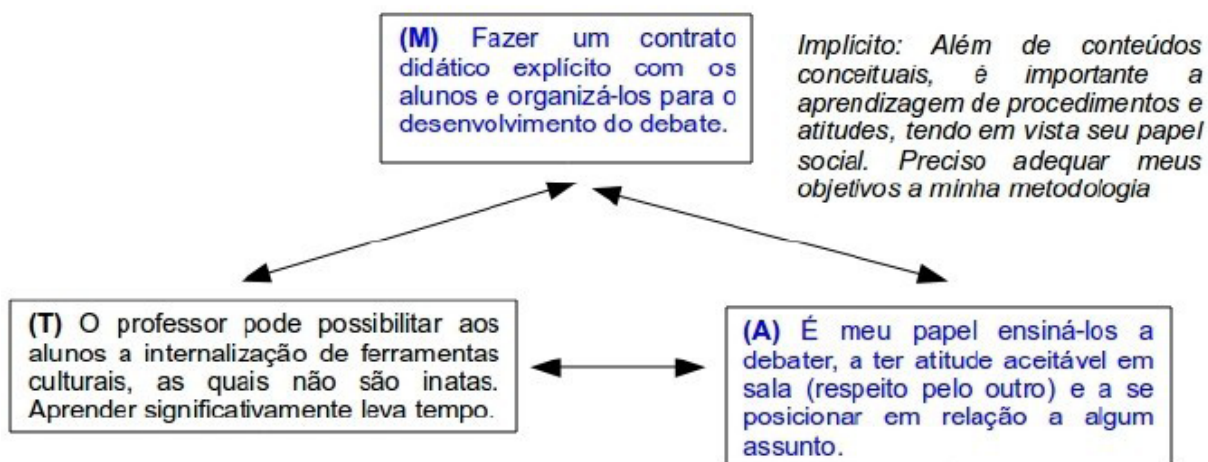 (M) Fazer um contrato
didático explícito com os
alunos e organizá-los para o
desenvolvimento do debate.
Implícito: Além de conteúdos
conceituais, é importante a
aprendizagem de procedimentos e
atitudes, tendo em vista seu papel
social. Preciso adequar meus
objetivos a minha metodologia
(T) O professor pode possibilitar aos
alunos a internalização de ferramentas
culturais, as quais não são inatas.
Aprender significativamente leva tempo.
(A) É meu papel ensiná-los a
debater, a ter atitude aceitável em
sala (respeito pelo outro) e a se
posicionar em relação a algum
assunto.